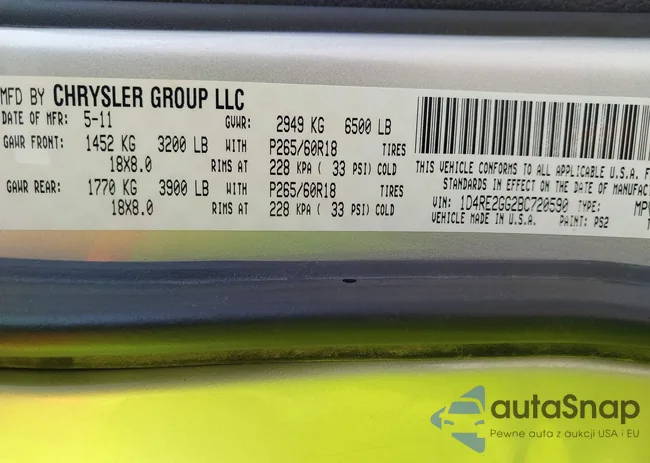 MFD BY CHRYSLER GROUP LLC
DATE OF MFR: 5-11 GVWR: 2949 KG 6500 LB
GAWR FRONT: 1452 KG 3200 LB WITH P265/60R18 TIRES
18X8.0 RIMS AT 228 KPA ( 33 PSI) COLD
GAWR REAR: 1770 KG 3900 LB WITH P265/60R18 TIRES
18X8.0 RIMS AT 228 KPA ( 33 PSI) COLD
THIS VEHICLE CONFORMS TO ALL APPLICABLE U.S.A. F
STANDARDS IN EFFECT ON THE DATE OF MANUFACT
VIN: 1D4RE2GG2BC720590 TYPE: MPV
VEHICLE MADE IN U.S.A. PAINT: PS2
autoSnap
Pewne auta z aukcji USA i EU